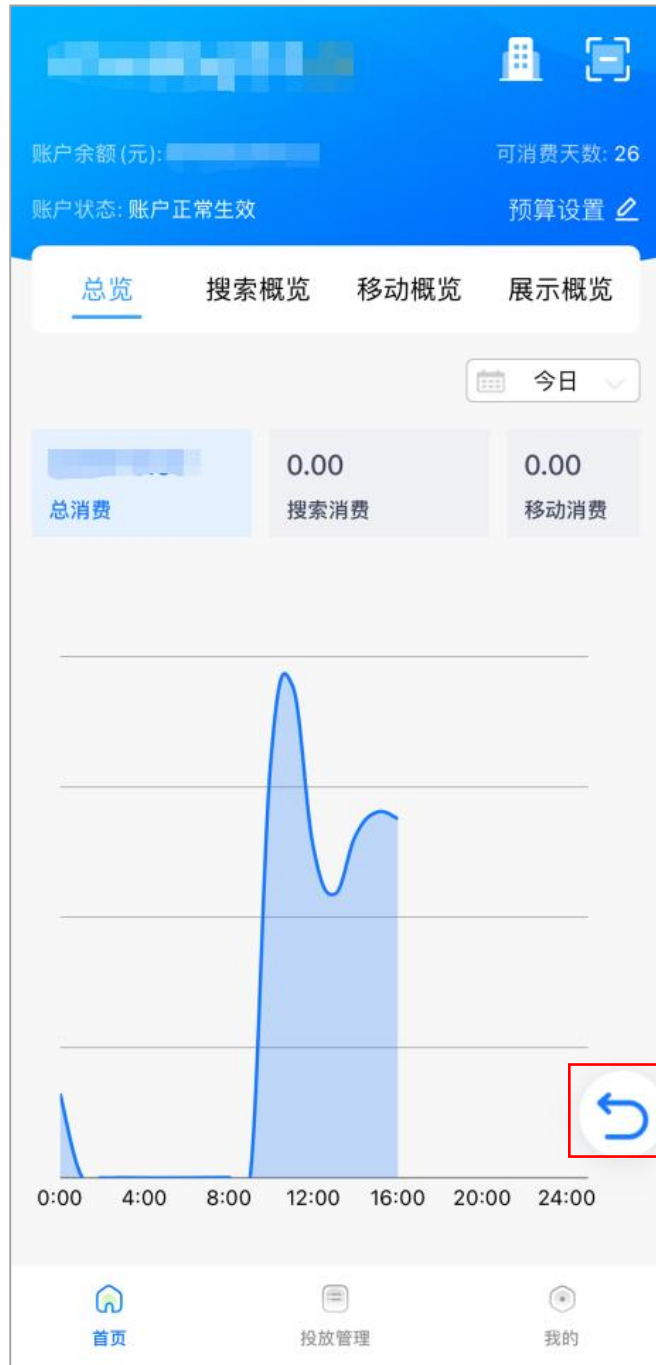 账户余额(元):
可消费天数: 26
账户状态: 账户正常生效
预算设置
总览 搜索概览 移动概览 展示概览
今日
0.00 0.00
总消费 搜索消费 移动消费
0:00 4:00 8:00 12:00 16:00 20:00 24:00
首页 投放管理 我的